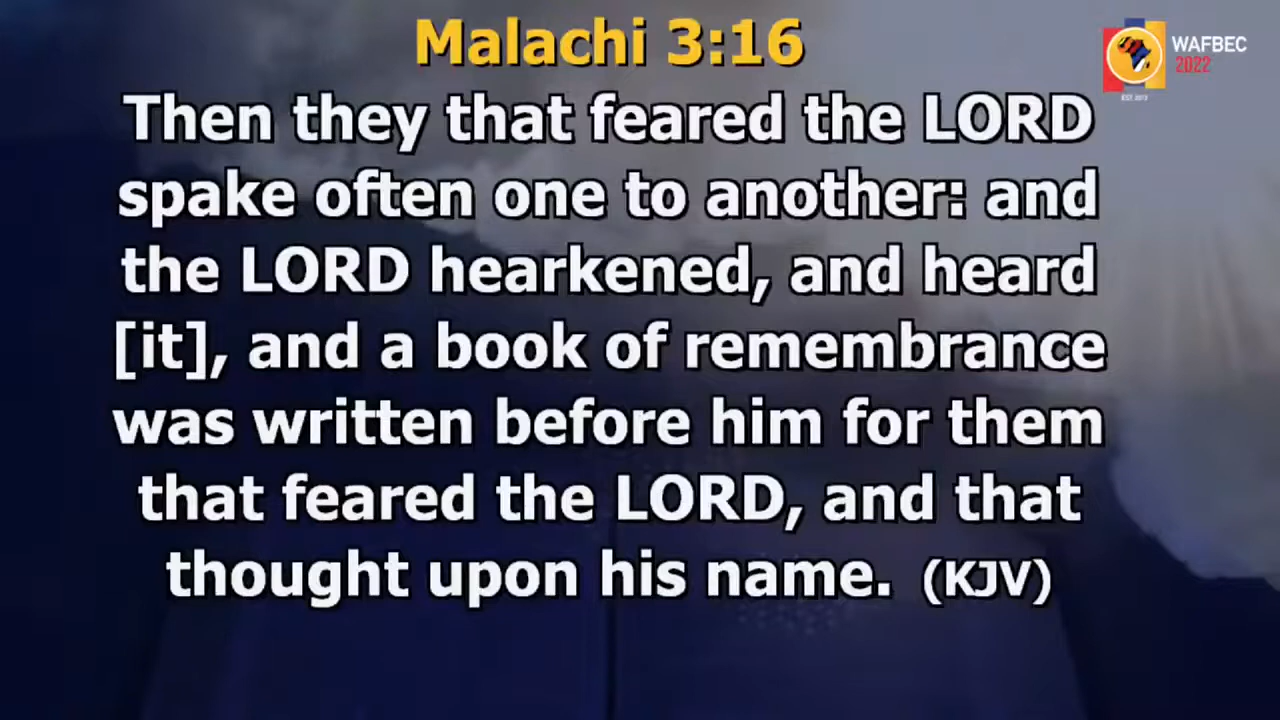 Malachi 3:16
WAFBEC
2022
Then they that feared the LORD
spake often one to another: and
the LORD hearkened, and heard
[it], and a book of remembrance
was written before him for them
that feared the LORD, and that
thought upon his name. (KJV)